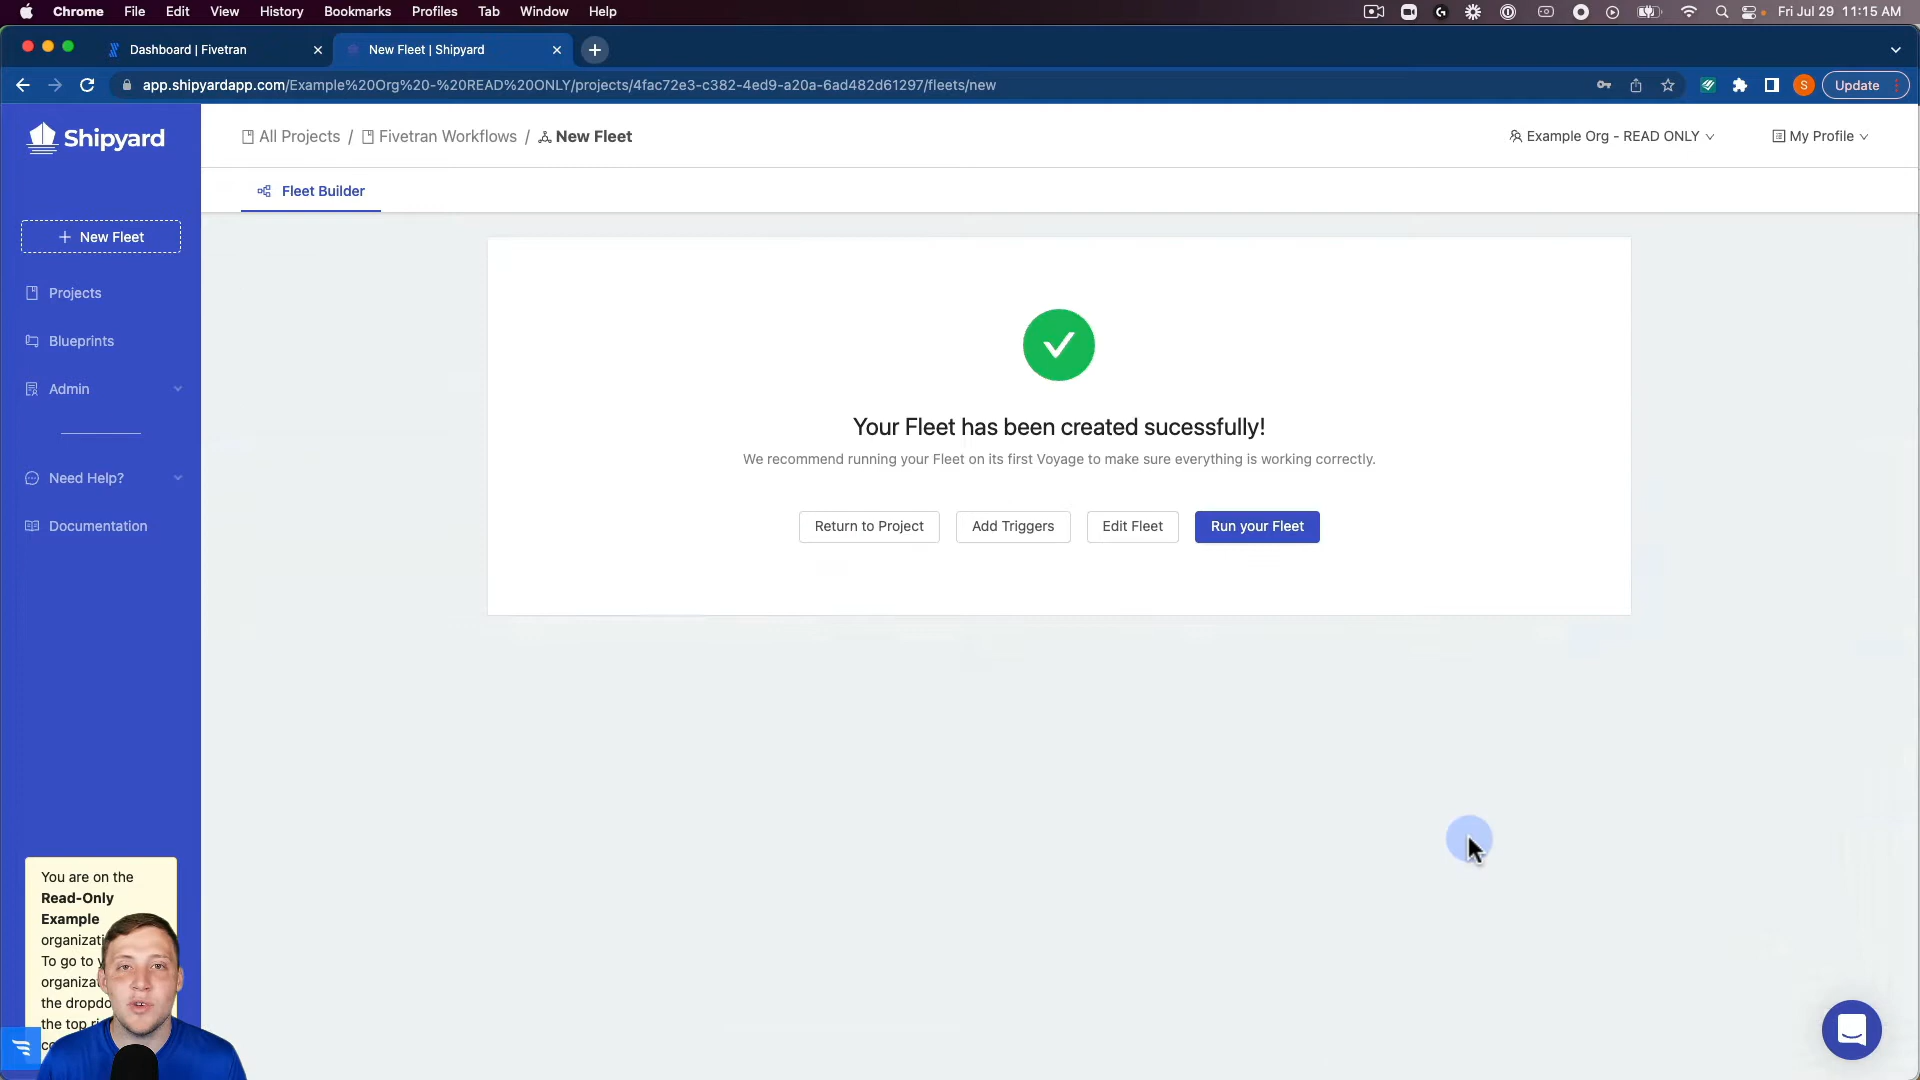 Chrome File Edit View History Bookmarks Profiles Tab Window Help Fri Jul 29 11:15 AM
Dashboard | Fivetran
New Fleet | Shipyard
app.shipyardapp.com/Example%20Org%20-%20READ%20ONLY/projects/4fac72e3-c382-4ed9-a20a-6ad482d61297/fleets/new
S
Update
Shipyard
All Projects / Fivetran Workflows / New Fleet
Example Org - READ ONLY
My Profile
Fleet Builder
New Fleet
Projects
Blueprints
Admin
Need Help?
Documentation
Your Fleet has been created sucessfully!
We recommend running your Fleet on its first Voyage to make sure everything is working correctly.
Return to Project
Add Triggers
Edit Fleet
Run your Fleet
You are on the
Read-Only
Example
organizati
To go to y
organiza
the dropdo
the top ri